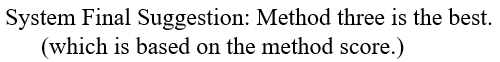 System Final Suggestion: Method three is the best.
(which is based on the method score.)